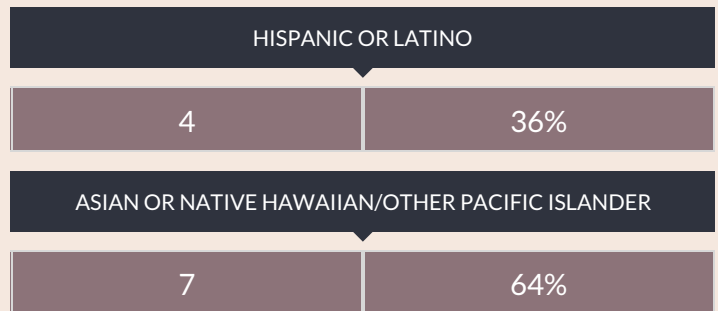 HISPANIC OR LATINO
4 36%
ASIAN OR NATIVE HAWAIIAN/OTHER PACIFIC ISLANDER
7 64%